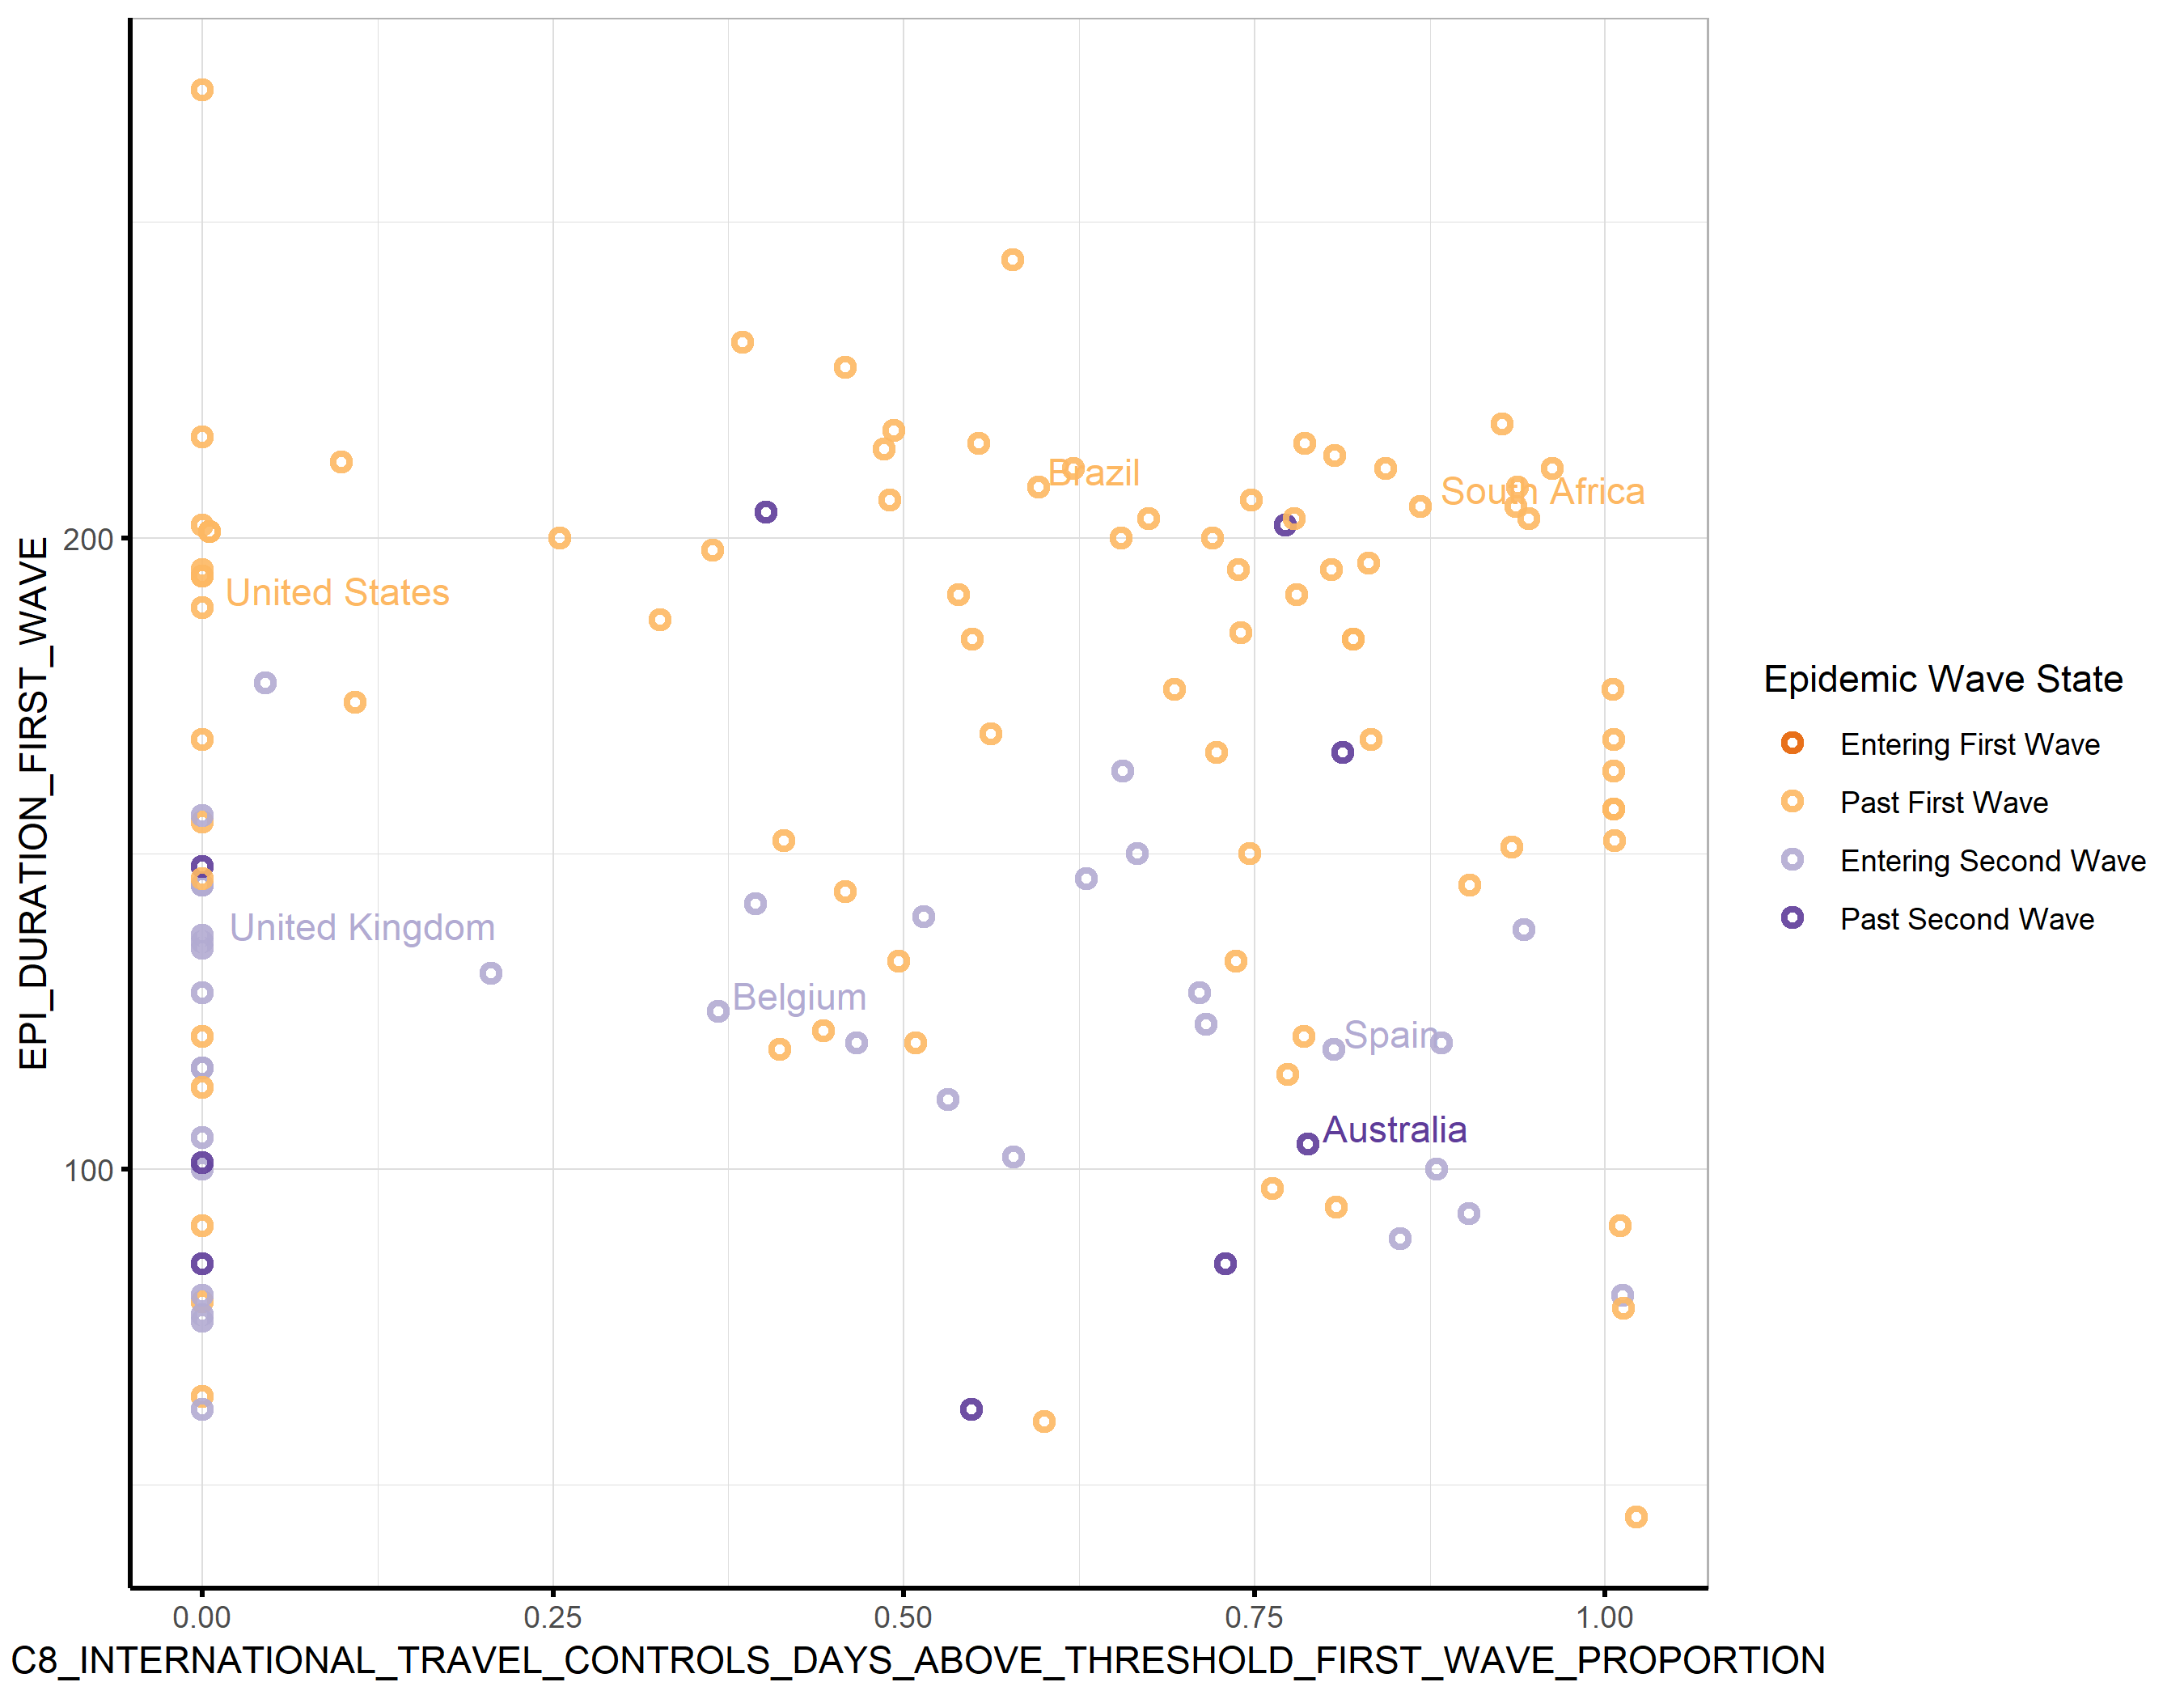 EPI_DURATION_FIRST_WAVE
200
100
Brazil
South Africa
United States
United Kingdom
Belgium
Spain
Australia
0.00 0.25 0.50 0.75 1.00
C8_INTERNATIONAL_TRAVEL_CONTROLS_DAYS_ABOVE_THRESHOLD_FIRST_WAVE_PROPORTION
Epidemic Wave State
Entering First Wave
Past First Wave
Entering Second Wave
Past Second Wave